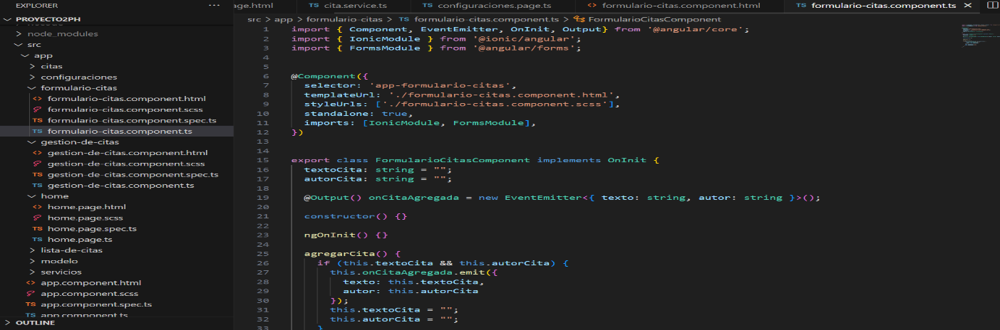 EXPLORER
PROYECTO2PH
node_modules
src
app
citas
configuraciones
formulario-citas
formulario-citas.component.html
formulario-citas.component.scss
formulario-citas.component.spec.ts
formulario-citas.component.ts
gestion-de-citas
gestion-de-citas.component.html
gestion-de-citas.component.scss
gestion-de-citas.component.spec.ts
gestion-de-citas.component.ts
home
home.page.html
home.page.scss
home.page.spec.ts
home.page.ts
lista-de-citas
modelo
servicios
app.component.html
app.component.scss
app.component.spec.ts
app.component.ts
OUTLINE
age.html TS cita.service.ts TS configuraciones.page.ts <> formulario-citas.component.html TS formulario-citas.component.ts
src > app > formulario-citas > TS formulario-citas.component.ts > FormularioCitasComponent
1 import { Component, EventEmitter, OnInit, Output} from '@angular/core';
2 import { IonicModule } from '@ionic/angular';
3 import { FormsModule } from '@angular/forms';
4
5
6 @Component({
7 selector: 'app-formulario-citas',
8 templateUrl: './formulario-citas.component.html',
9 styleUrls: ['./formulario-citas.component.scss'],
10 standalone: true,
11 imports: [IonicModule, FormsModule],
12 })
13
14
15 export class FormularioCitasComponent implements OnInit {
16 textoCita: string = "";
17 autorCita: string = "";
18
19 @Output() onCitaAgregada = new EventEmitter<{ texto: string, autor: string }>();
20
21 constructor() {}
22
23 ngOnInit() {}
24
25 agregarCita() {
26 if (this.textoCita && this.autorCita) {
27 this.onCitaAgregada.emit({
28 texto: this.textoCita,
29 autor: this.autorCita
30 });
31 this.textoCita = "";
32 this.autorCita = "";
33 }